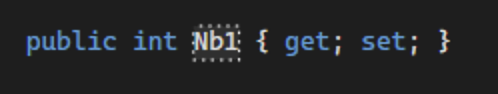 public int Nb1 { get; set; }